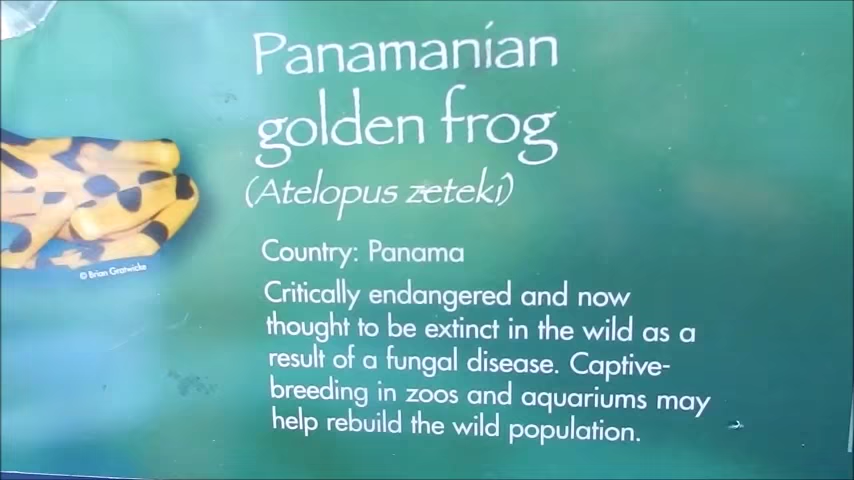 Panamanian
golden frog
(Atelopus zeteki)
Country: Panama
Critically endangered and now
thought to be extinct in the wild as a
result of a fungal disease. Captive-
breeding in zoos and aquariums may
help rebuild the wild population.
© Brian Gratwicke